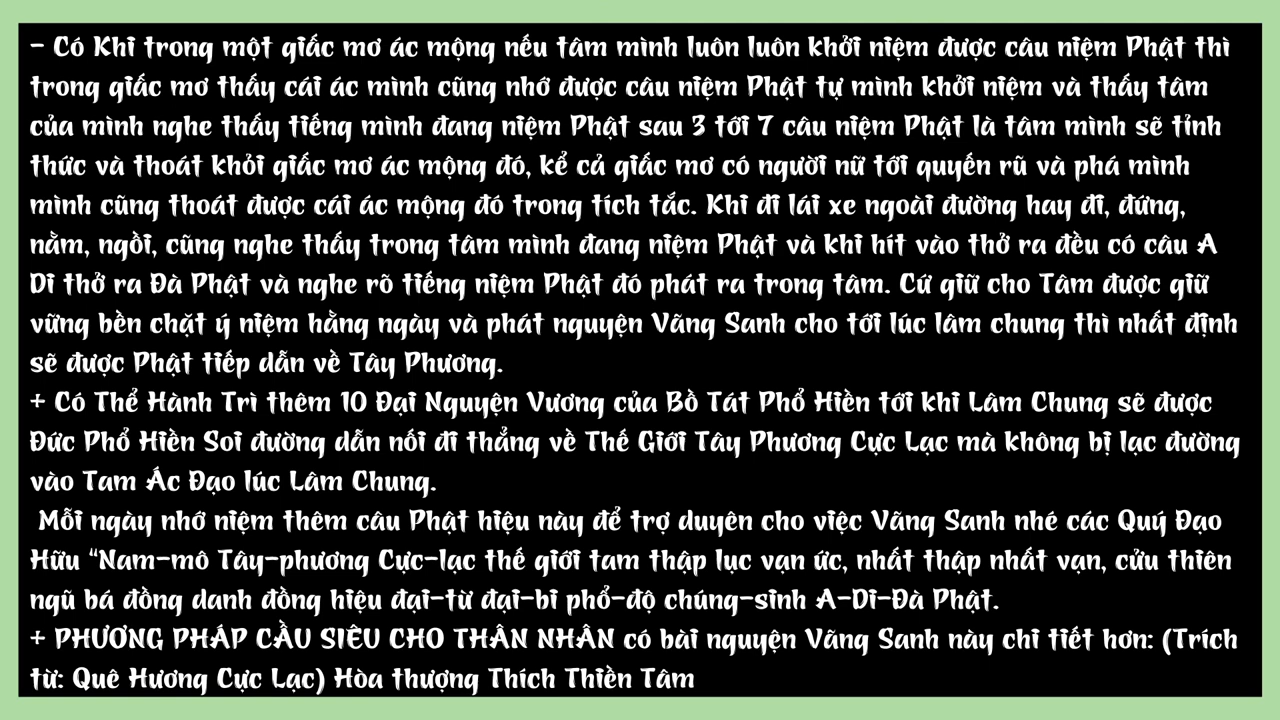 - Có Khi trong một giấc mơ ác mộng nếu tâm mình luôn luôn khởi niệm được câu niệm Phật thì
trong giấc mơ thấy cái ác mình cũng nhớ được câu niệm Phật tự mình khởi niệm và thấy tâm
của mình nghe thấy tiếng mình đang niệm Phật sau 3 tới 7 câu niệm Phật là tâm mình sẽ tỉnh
thức và thoát khỏi giấc mơ ác mộng đó, kể cả giấc mơ có người nữ tới quyến rũ và phá mình
mình cũng thoát được cái ác mộng đó trong tích tắc. Khi đi lái xe ngoài đường hay đi, đứng,
nằm, ngồi, cũng nghe thấy trong tâm mình đang niệm Phật và khi hít vào thở ra đều có câu A
Di thở ra Đà Phật và nghe rõ tiếng niệm Phật đó phát ra trong tâm. Cứ giữ cho Tâm được giữ
vững bền chặt ý niệm hằng ngày và phát nguyện Vãng Sanh cho tới lúc lâm chung thì nhất định
sẽ được Phật tiếp dẫn về Tây Phương.
+ Có Thể Hành Trì thêm 10 Đại Nguyện Vương của Bồ Tát Phổ Hiền tới khi Lâm Chung sẽ được
Đức Phổ Hiền Soi đường dẫn nối đi thẳng về Thế Giới Tây Phương Cực Lạc mà không bị lạc đường
vào Tam Ác Đạo lúc Lâm Chung.
Mỗi ngày nhớ niệm thêm câu Phật hiệu này để trợ duyên cho việc Vãng Sanh nhé các Quý Đạo
Hữu "Nam-mô Tây-phương Cực-lạc thế giới tam thập lục vạn ức, nhất thập nhất vạn, cửu thiên
ngũ bá đồng danh đồng hiệu đại-từ đại-bi phổ-độ chúng-sinh A-Di-Đà Phật.
+ PHƯƠNG PHÁP CẦU SIÊU CHO THÂN NHÂN có bài nguyện Vãng Sanh này chi tiết hơn: (Trích
từ: Quê Hương Cực Lạc) Hòa thượng Thích Thiền Tâm